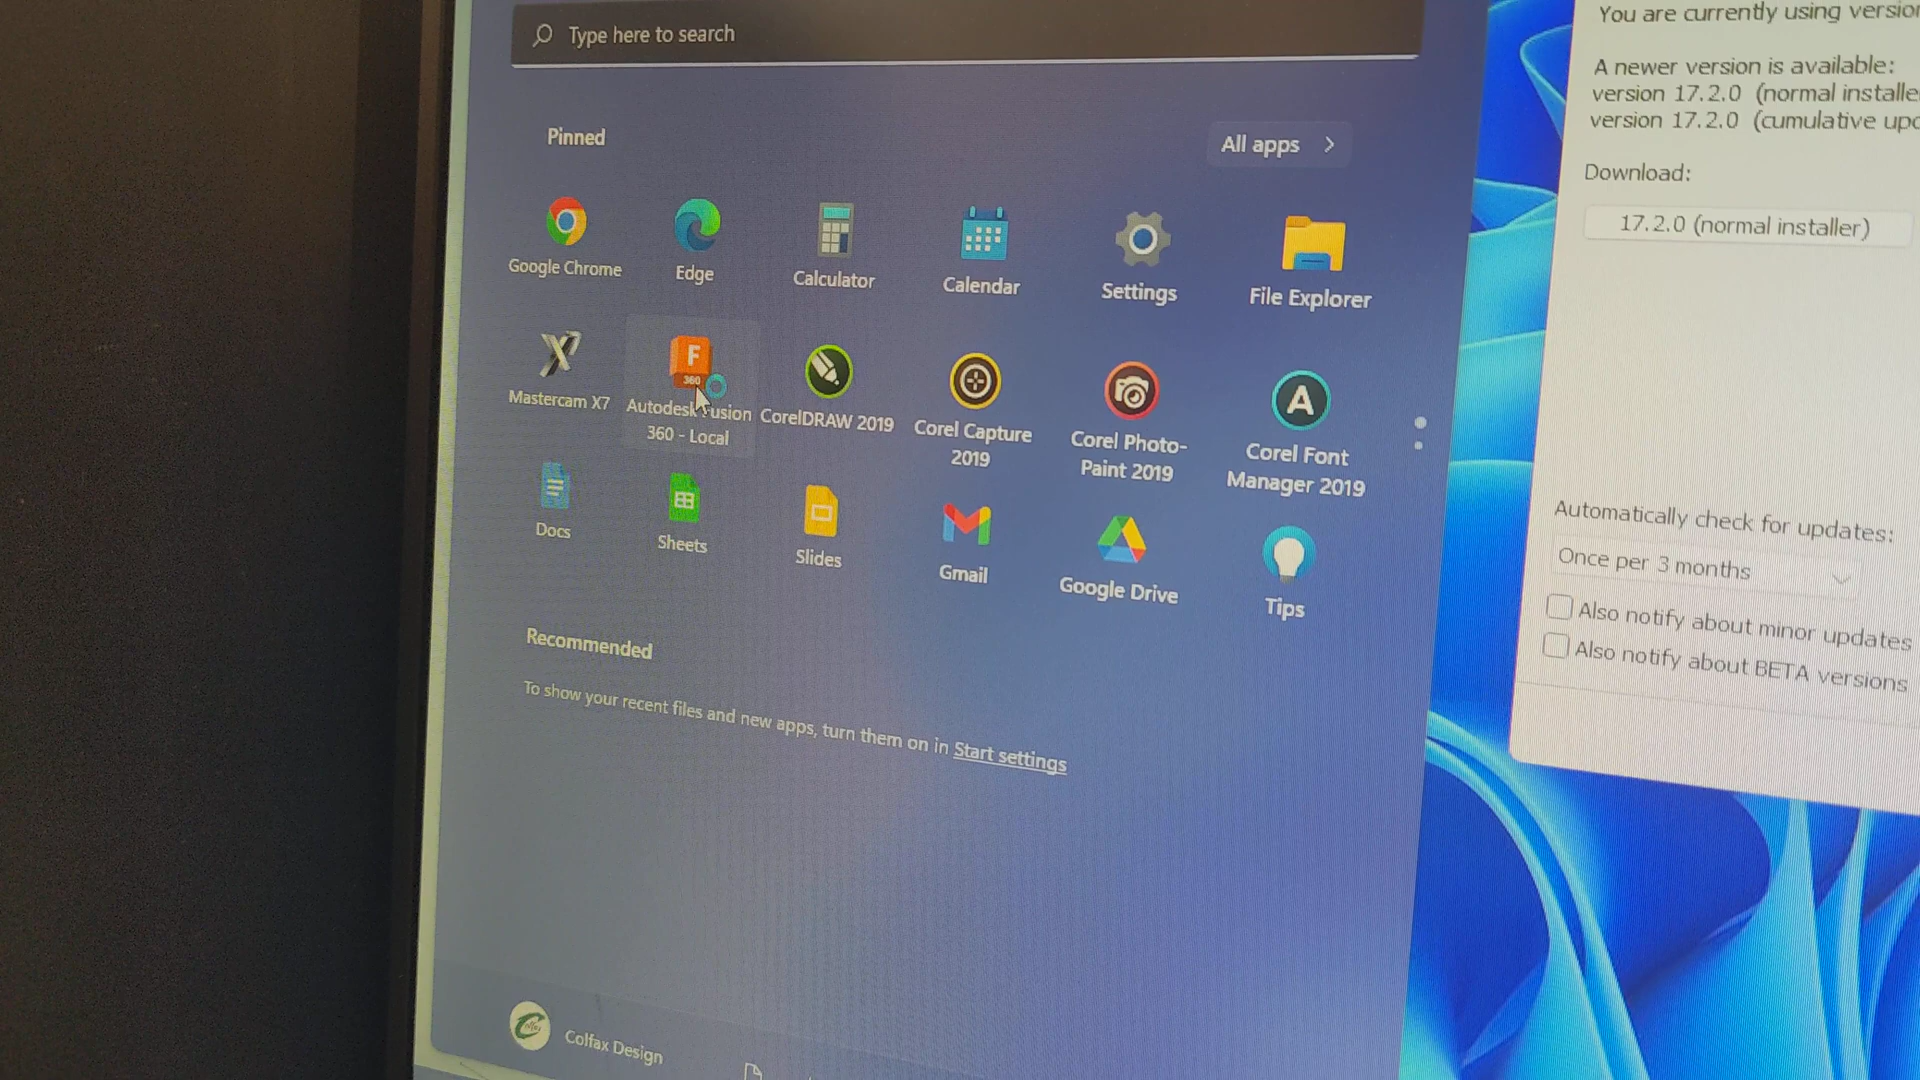 Type here to search
Pinned
All apps
Google Chrome
Edge
Calculator
Calendar
Settings
File Explorer
Mastercam X7
F
360
Autodesk Fusion
360 - Local
CorelDRAW 2019
Corel Capture
2019
Corel Photo-
Paint 2019
A
Corel Font
Manager 2019
Docs
Sheets
Slides
Gmail
Google Drive
Tips
Recommended
To show your recent files and new apps, turn them on in Start settings
Colfax Design
You are currently using version
A newer version is available:
version 17.2.0 (normal installe
version 17.2.0 (cumulative upd
Download:
17.2.0 (normal installer)
Automatically check for updates:
Once per 3 months
Also notify about minor updates
Also notify about BETA versions